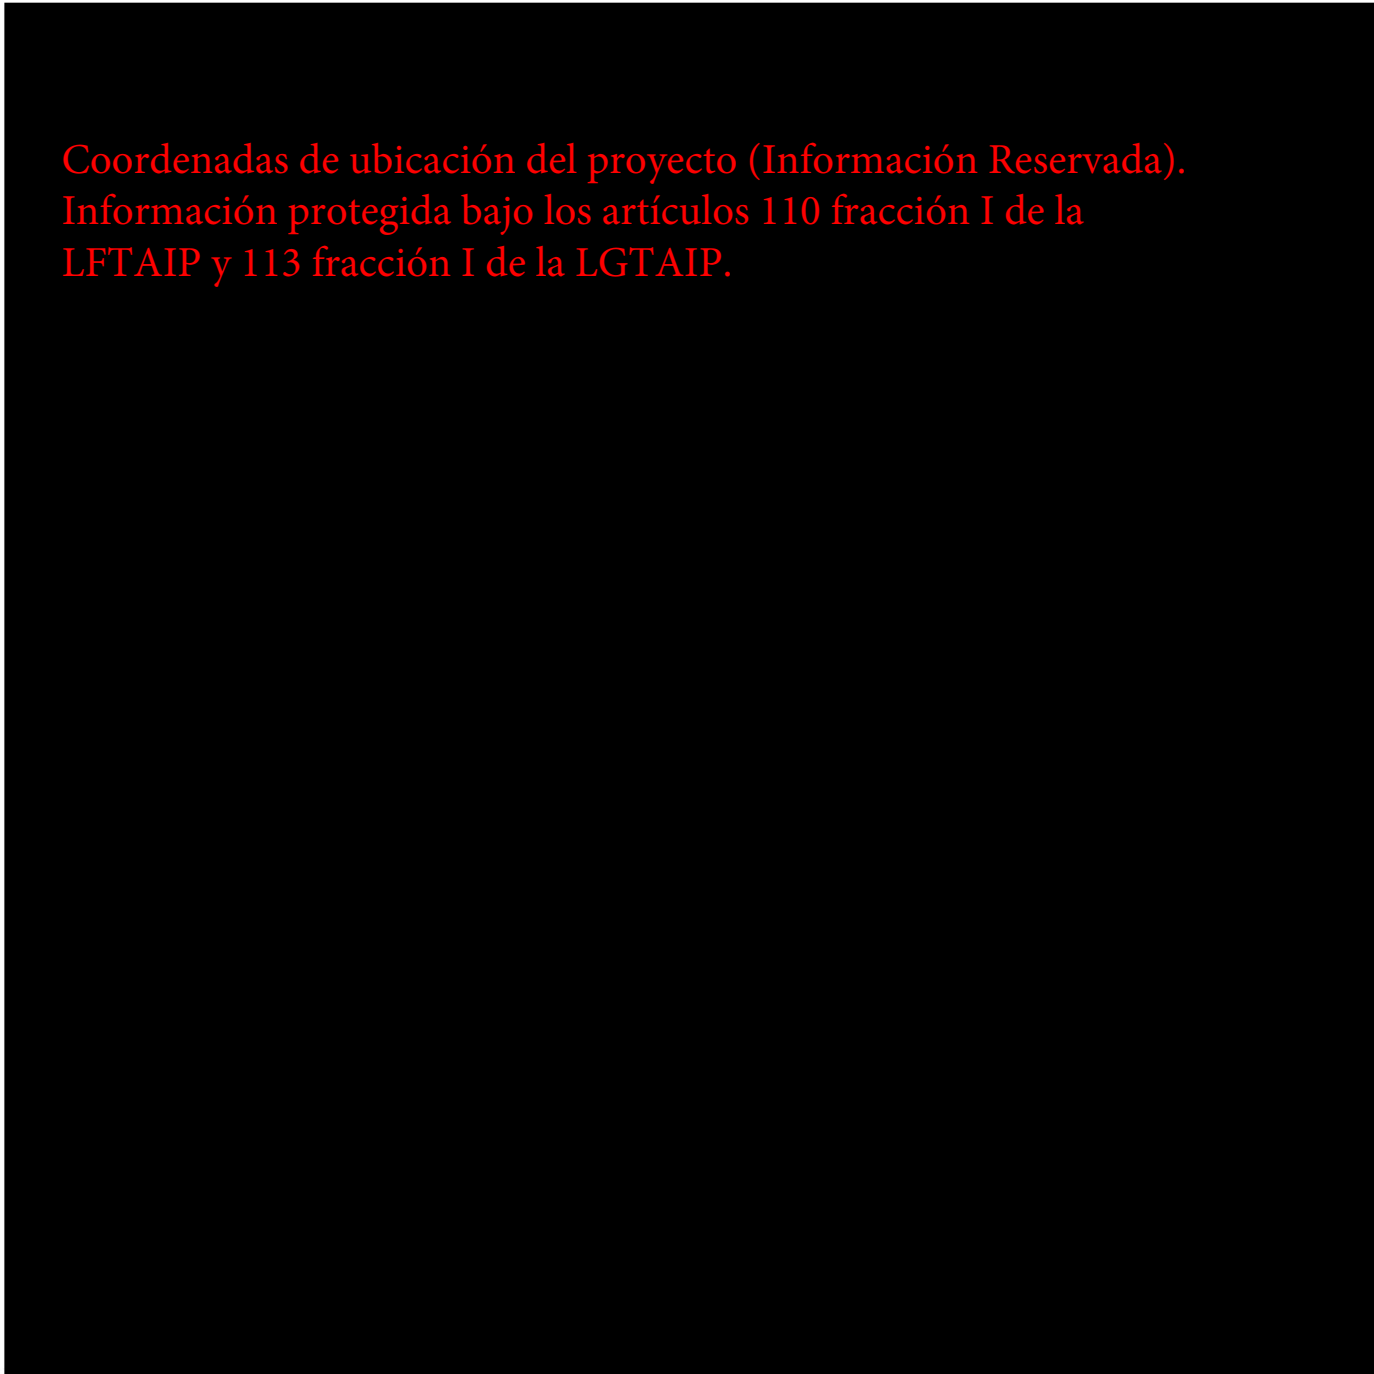 Coordenadas de ubicación del proyecto (Información Reservada).
Información protegida bajo los artículos 110 fracción I de la
LFTAIP y 113 fracción I de la LGTAIP.